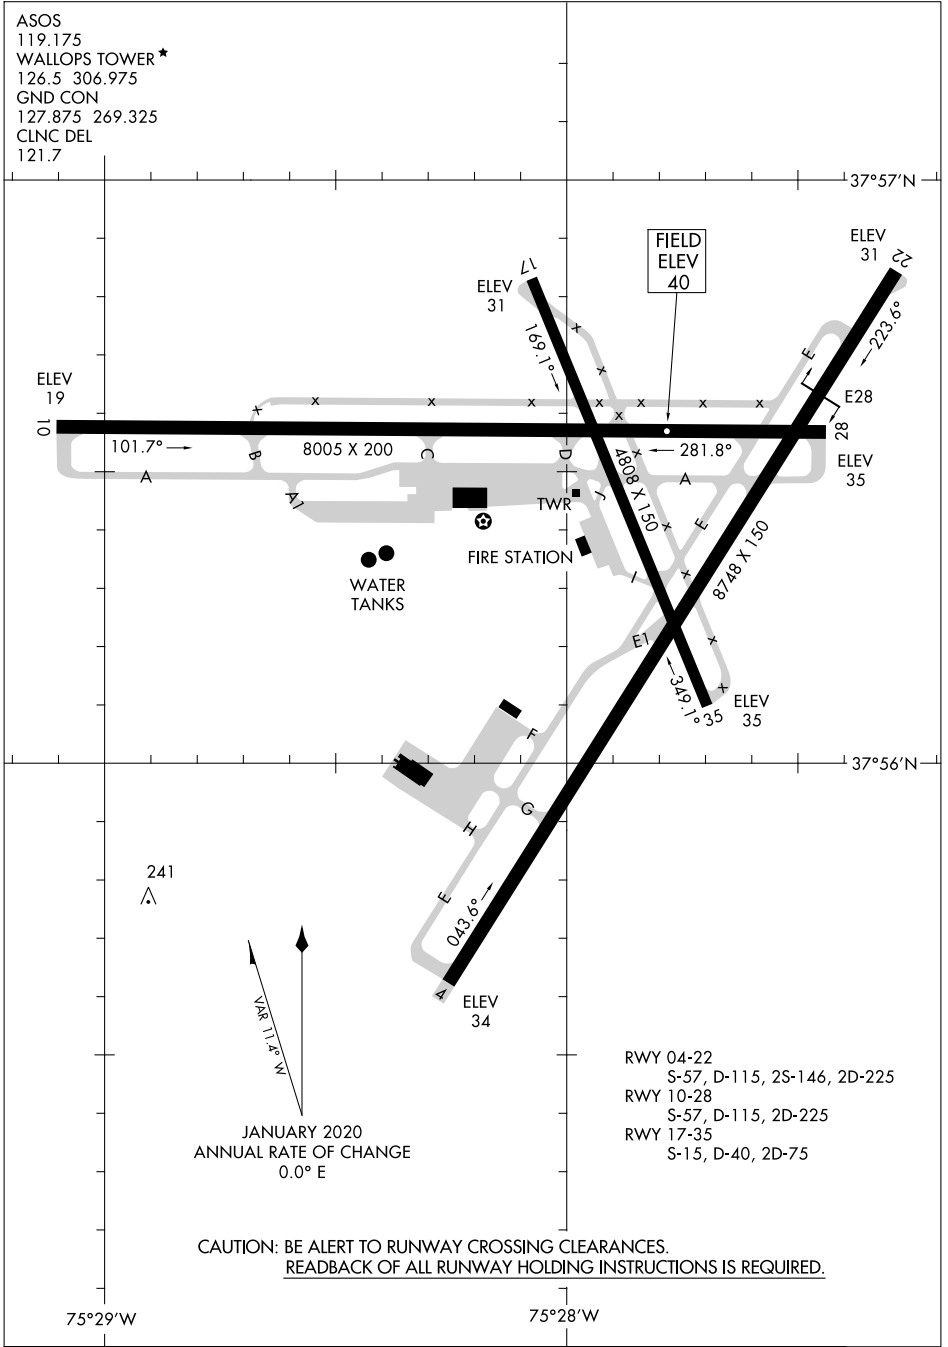 ASOS
119.175
WALLOPS TOWER★
126.5 306.975
GND CON
127.875 269.325
CLNC DEL
121.7
37°57'N
FIELD
ELEV
40
ELEV
31
22
17
ELEV
31
223.6°
169.1°
E
ELEV
19
E28
10
28
101.7°
B
8005 X 200
C
D
281.8°
ELEV
35
A
A
A1
J
4808 X 150
TWR
E
8748 X 150
FIRE STATION
I
WATER
TANKS
E1
349.1°
35
ELEV
35
F
37°56'N
G
H
241
E
043.6°
4
ELEV
34
VAR 11.4° W
RWY 04-22
S-57, D-115, 2S-146, 2D-225
RWY 10-28
S-57, D-115, 2D-225
RWY 17-35
S-15, D-40, 2D-75
JANUARY 2020
ANNUAL RATE OF CHANGE
0.0° E
CAUTION: BE ALERT TO RUNWAY CROSSING CLEARANCES.
READBACK OF ALL RUNWAY HOLDING INSTRUCTIONS IS REQUIRED.
75°29'W
75°28'W